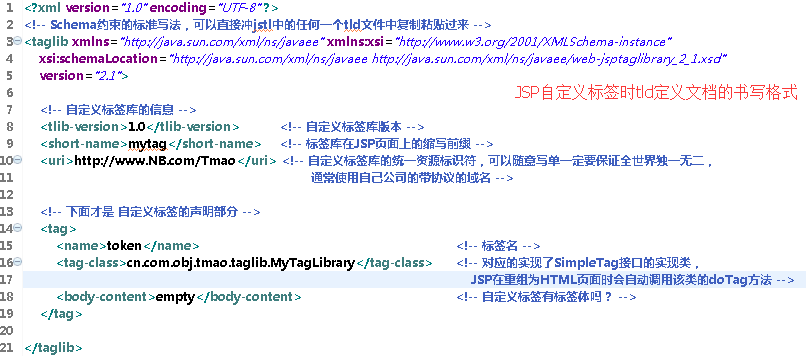 1 <?xml version="1.0" encoding="UTF-8"?>
2 <!-- Schema约束的标准写法，可以直接冲jstl中的任何一个tld文件中复制粘贴过来 -->
3 <taglib xmlns="http://java.sun.com/xml/ns/javaee" xmlnsxsi="http://www.w3.org/2001/XMLSchema-instance"
4 xsi:schemaLocation="http://java.sun.com/xml/ns/javaee http://java.sun.com/xml/ns/javaee/web-jsptaglibrary_2_1.xsd"
5 version="2.1">
6 JSP自定义标签时tld定义文档的书写格式
7 <!-- 自定义标签库的信息 -->
8 <tlib-version>1.0</tlib-version> <!-- 自定义标签库版本 -->
9 <short-name>mytag</short-name> <!-- 标签库在JSP页面上的缩写前缀 -->
10 <uri>http://www.NB.com/Tmao</uri> <!-- 自定义标签库的统一资源标识符，可以随意写单一定要保证全世界独一无二，
11 通常使用自己公司的带协议的域名 -->
12
13 <!-- 下面才是 自定义标签的声明部分 -->
14 <tag>
15 <name>token</name> <!-- 标签名 -->
16 <tag-class>cn.com.obj.tmao.taglib.MyTagLibrary</tag-class> <!-- 对应的实现了SimpleTag接口的实现类，
17 JSP在重组为HTML页面时会自动调用该类的doTag方法 -->
18 <body-content>empty</body-content> <!-- 自定义标签有标签体吗？ -->
19 </tag>
20
21 </taglib>